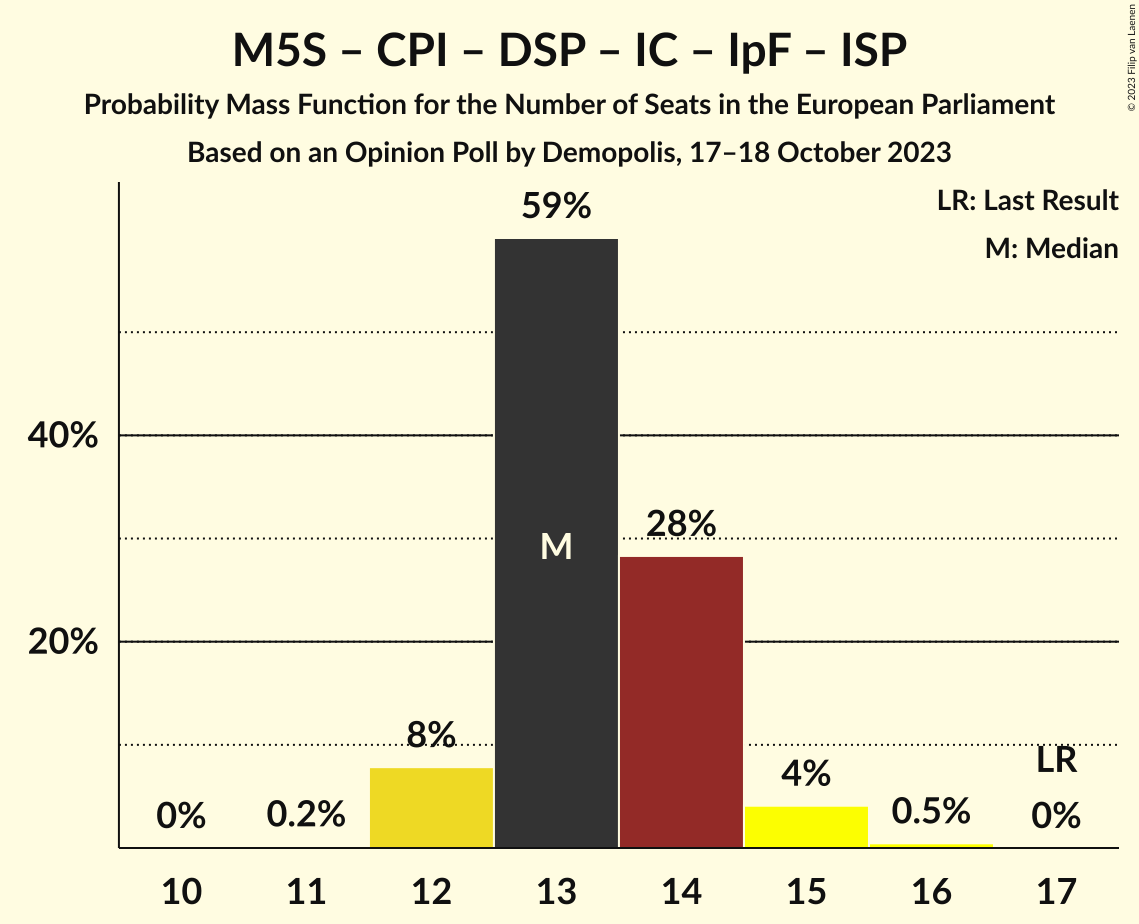 M5S – CPI – DSP – IC – IpF – ISP
Probability Mass Function for the Number of Seats in the European Parliament
Based on an Opinion Poll by Demopolis, 17–18 October 2023
© 2023 Filip van Laenen
LR: Last Result
M: Median
59%
40%
28%
M
20%
8%
4%
LR
0%
0.2%
0.5%
0%
10 11 12 13 14 15 16 17